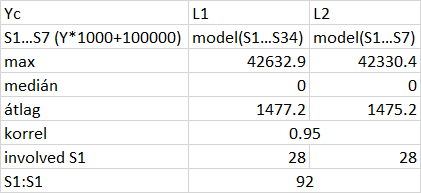 Yc L1 L2
S1...S7 (Y*1000+100000) model(S1...S34) model(S1...S7)
max 42632.9 42330.4
medián 0 0
átlag 1477.2 1475.2
korrel 0.95
involved S1 28 28
S1:S1 92